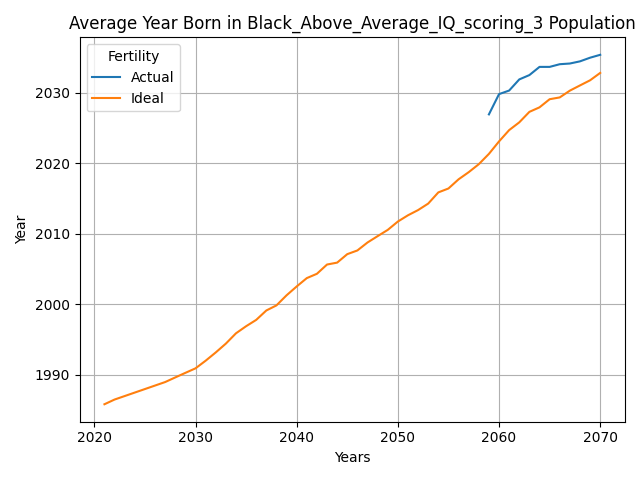 Average Year Born in Black_Above_Average_IQ_scoring_3 Population
Fertility
Actual
Ideal
Year
2030
2020
2010
2000
1990
2020 2030 2040 2050 2060 2070
Years